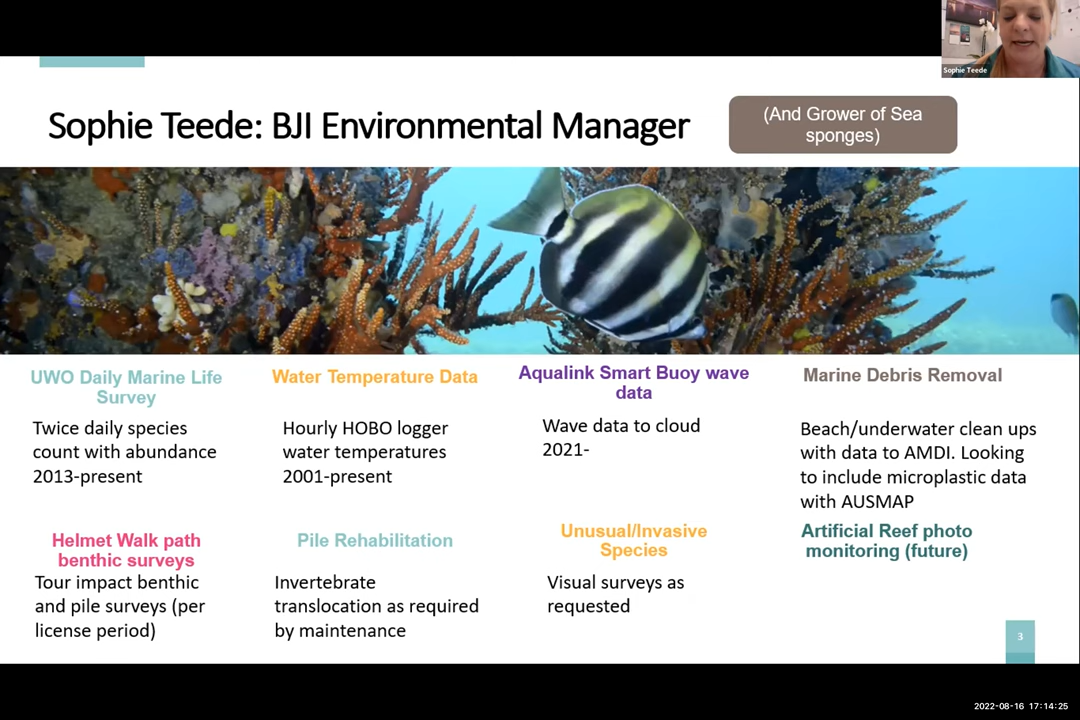 Sophie Teede
Sophie Teede: BJI Environmental Manager
(And Grower of Sea
sponges)
UWO Daily Marine Life
Survey
Twice daily species
count with abundance
2013-present
Water Temperature Data
Hourly HOBO logger
water temperatures
2001-present
Aqualink Smart Buoy wave
data
Wave data to cloud
2021-
Marine Debris Removal
Beach/underwater clean ups
with data to AMDI. Looking
to include microplastic data
with AUSMAP
Helmet Walk path
benthic surveys
Tour impact benthic
and pile surveys (per
license period)
Pile Rehabilitation
Invertebrate
translocation as required
by maintenance
Unusual/Invasive
Species
Visual surveys as
requested
Artificial Reef photo
monitoring (future)
3
2022-08-16 17:14:25